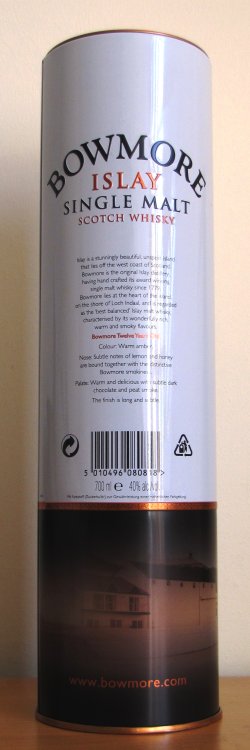 BOWMORE
ISLAY
SINGLE MALT
SCOTCH WHISKY
Islay is a stunningly beautiful, unspoilt island
that lies off the west coast of Scotland.
Bowmore is the original Islay distillery,
having hand crafted its award winning
single malt whisky since 1779.
Bowmore lies at the heart of the island
on the shore of Loch Indaal, and is regarded
as the 'best balanced' Islay malt whisky,
characterised by its wonderfully rich,
warm and smoky flavours.
Bowmore Twelve Years Old
Colour: Warm amber.
Nose: Subtle notes of lemon and honey
are bound together with the distinctive
Bowmore smokiness.
Palate: Warm and delicious with subtle dark
chocolate and peat smoke.
The finish is long and subtle.
5 010496 080818 >
700 ml e 40% alc/vol
www.bowmore.com